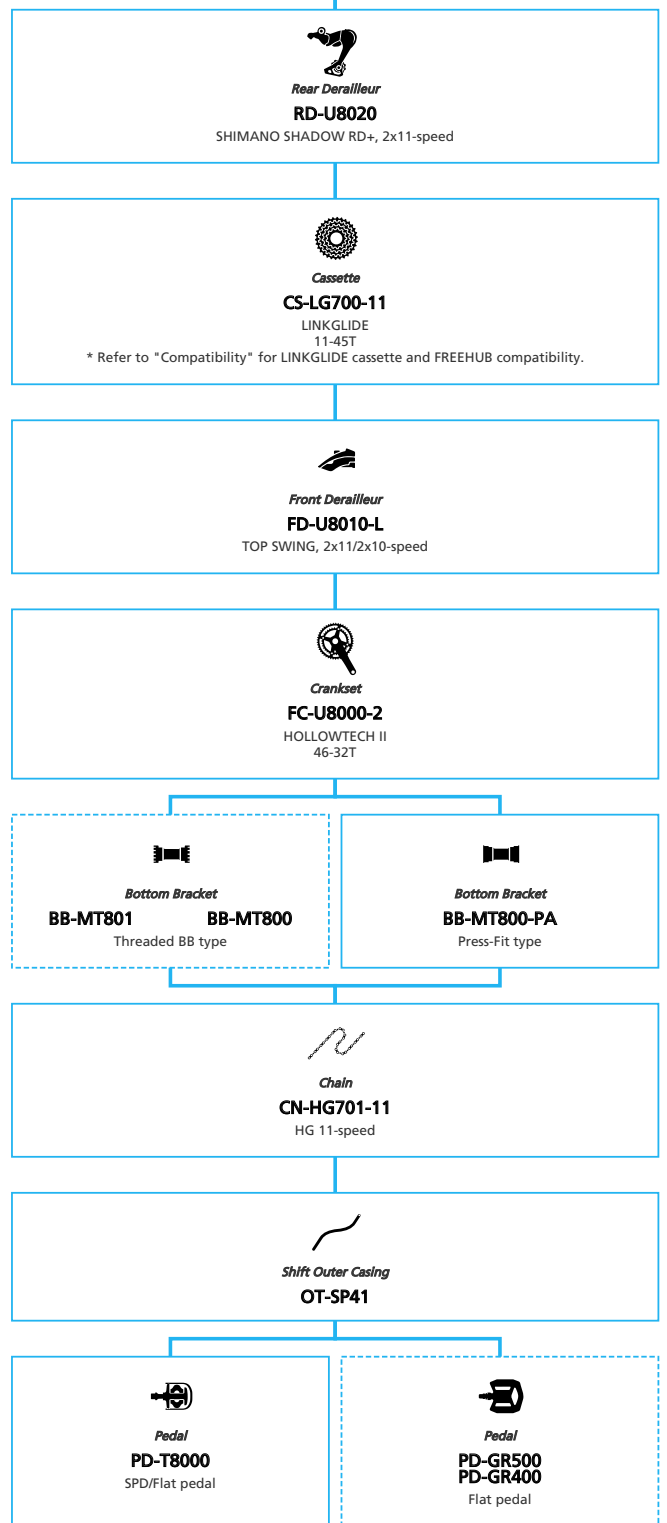 Rear Derailleur
RD-U8020
SHIMANO SHADOW RD+, 2x11-speed
Cassette
CS-LG700-11
LINKGLIDE
11-45T
* Refer to "Compatibility" for LINKGLIDE cassette and FREEHUB compatibility.
Front Derailleur
FD-U8010-L
TOP SWING, 2x11/2x10-speed
Crankset
FC-U8000-2
HOLLOWTECH II
46-32T
Bottom Bracket
BB-MT801 BB-MT800
Threaded BB type
Bottom Bracket
BB-MT800-PA
Press-Fit type
Chain
CN-HG701-11
HG 11-speed
Shift Outer Casing
OT-SP41
Pedal
PD-T8000
SPD/Flat pedal
Pedal
PD-GR500
PD-GR400
Flat pedal